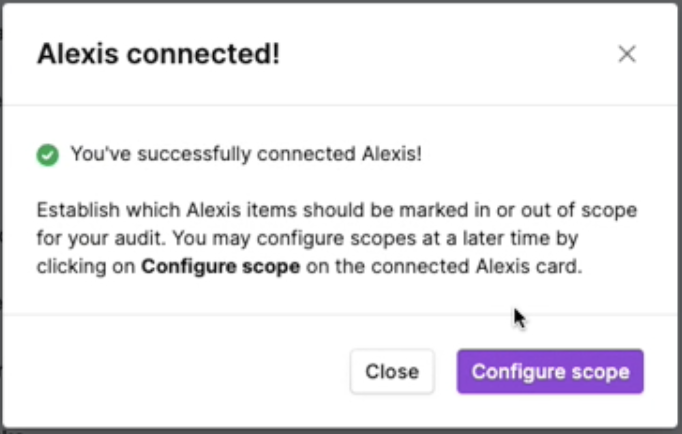 Alexis connected!
You've successfully connected Alexis!
Establish which Alexis items should be marked in or out of scope
for your audit. You may configure scopes at a later time by
clicking on Configure scope on the connected Alexis card.
Close
Configure scope